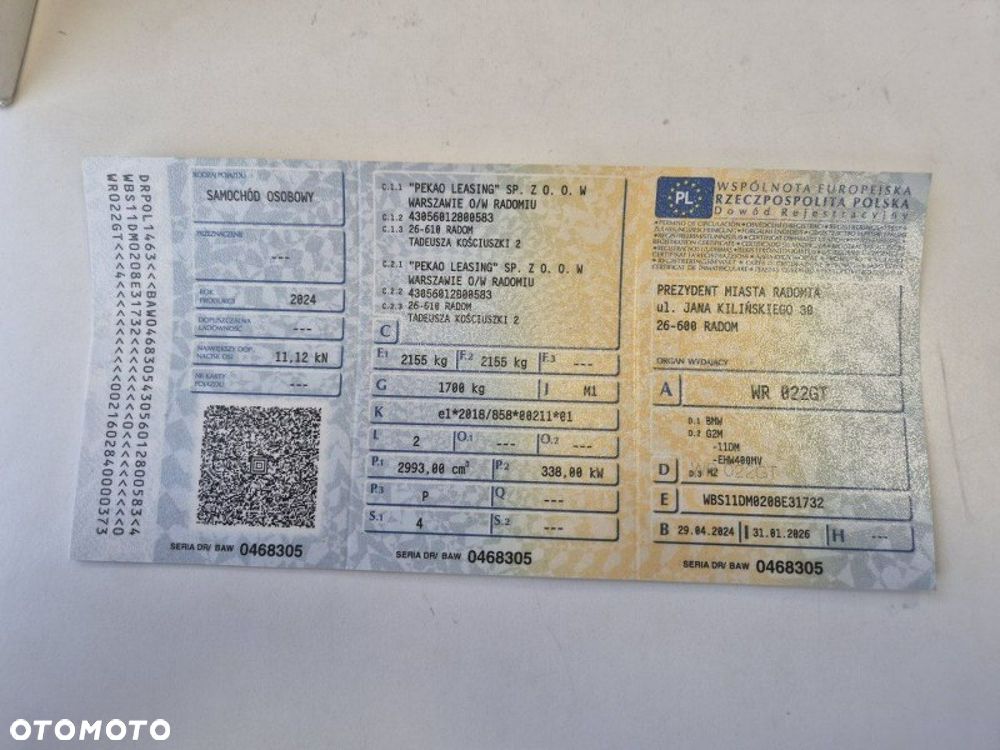 DRPOL1463<<BAW046830543056012800583<4
WBS11DM0208E31732<<<<<<<<<<<<0<<<<<<<0
WR022GT<<<4<<<<<<<<<<0021602840000373
RODZAJ POJAZDU
SAMOCHÓD OSOBOWY
PRZEZNACZENIE
---
ROK PRODUKCJI
2024
DOPUSZCZALNA ŁADOWNOŚĆ
---
NAJWIĘKSZY DOP. NACISK OSI
11,12 kN
NR KARTY POJAZDU
---
SERIA DR/ BAW 0468305
C.1.1 "PEKAO LEASING" SP. Z O. O. W
WARSZAWIE O/W RADOMIU
C.1.2 43056012800583
C.1.3 26-610 RADOM
TADEUSZA KOŚCIUSZKI 2
C.2.1 "PEKAO LEASING" SP. Z O. O. W
WARSZAWIE O/W RADOMIU
C.2.2 43056012800583
C.2.3 26-610 RADOM
TADEUSZA KOŚCIUSZKI 2
C
F.1 2155 kg F.2 2155 kg F.3 ---
G 1700 kg J M1
K e1*2018/858*00211*01
L 2 O.1 --- O.2 ---
P.1 2993,00 cm³ P.2 338,00 kW
P.3 P Q ---
S.1 4 S.2 ---
SERIA DR/ BAW 0468305
PL
WSPÓLNOTA EUROPEJSKA
RZECZPOSPOLITA POLSKA
Dowód Rejestracyjny
PREZYDENT MIASTA RADOMIA
ul. JANA KILIŃSKIEGO 30
26-600 RADOM
ORGAN WYDAJĄCY
A WR 022GT
D.1 BMW
D.2 G2M
-11DM
-EHW400MV
D D.3 M2
022GT
E WBS11DM0208E31732
B 29.04.2024 I 31.01.2026 H ---
SERIA DR/ BAW 0468305
OTOMOTO